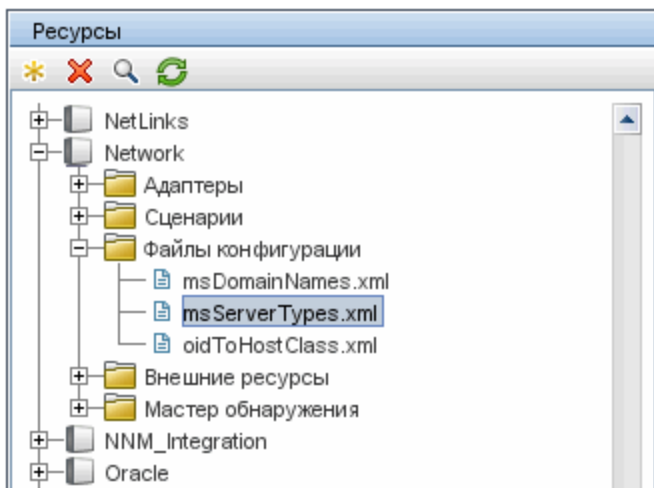 Ресурсы
NetLinks
Network
Адаптеры
Сценарии
Файлы конфигурации
msDomainNames.xml
msServerTypes.xml
oidToHostClass.xml
Внешние ресурсы
Мастер обнаружения
NNM_Integration
Oracle